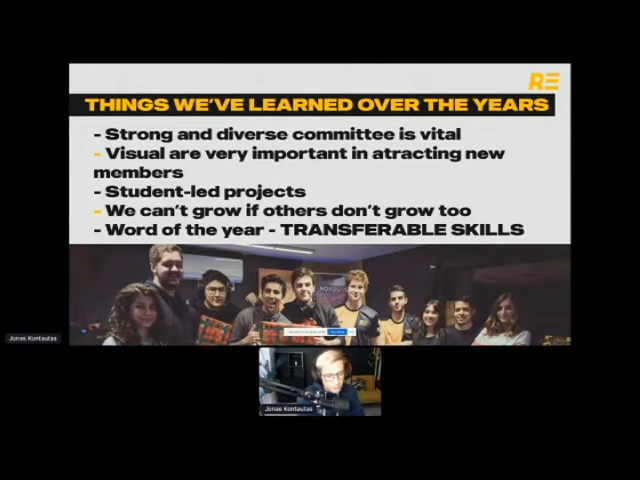 RE
THINGS WE'VE LEARNED OVER THE YEARS
- Strong and diverse committee is vital
- Visual are very important in atracting new
members
- Student-led projects
- We can't grow if others don't grow too
- Word of the year - TRANSFERABLE SKILLS
Jonas Kontautas
Jonas Kontautas